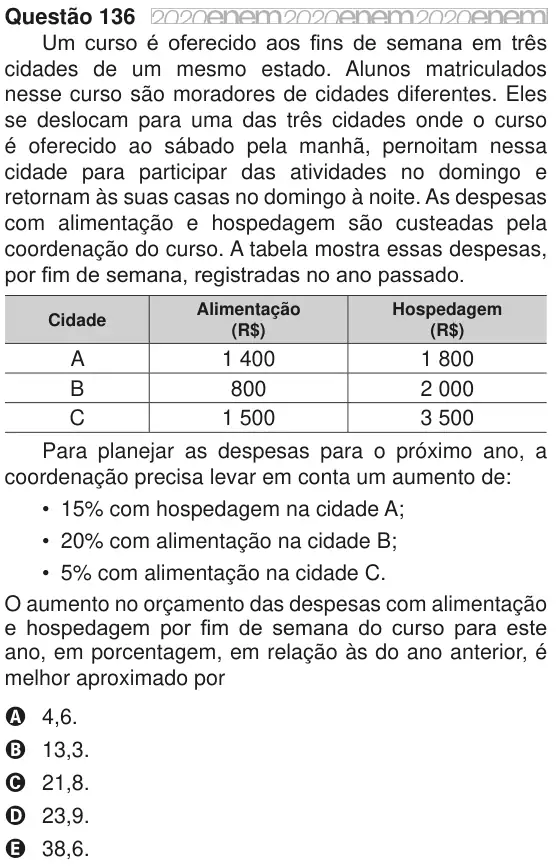 Questão 136 2020enem2020enem2020enem
Um curso é oferecido aos fins de semana em três
cidades de um mesmo estado. Alunos matriculados
nesse curso são moradores de cidades diferentes. Eles
se deslocam para uma das três cidades onde o curso
é oferecido ao sábado pela manhã, pernoitam nessa
cidade para participar das atividades no domingo e
retornam às suas casas no domingo à noite. As despesas
com alimentação e hospedagem são custeadas pela
coordenação do curso. A tabela mostra essas despesas,
por fim de semana, registradas no ano passado.
Cidade Alimentação (R$) Hospedagem (R$)
A 1 400 1 800
B 800 2 000
C 1 500 3 500
Para planejar as despesas para o próximo ano, a
coordenação precisa levar em conta um aumento de:
• 15% com hospedagem na cidade A;
• 20% com alimentação na cidade B;
• 5% com alimentação na cidade C.
O aumento no orçamento das despesas com alimentação
e hospedagem por fim de semana do curso para este
ano, em porcentagem, em relação às do ano anterior, é
melhor aproximado por
A 4,6.
B 13,3.
C 21,8.
D 23,9.
E 38,6.